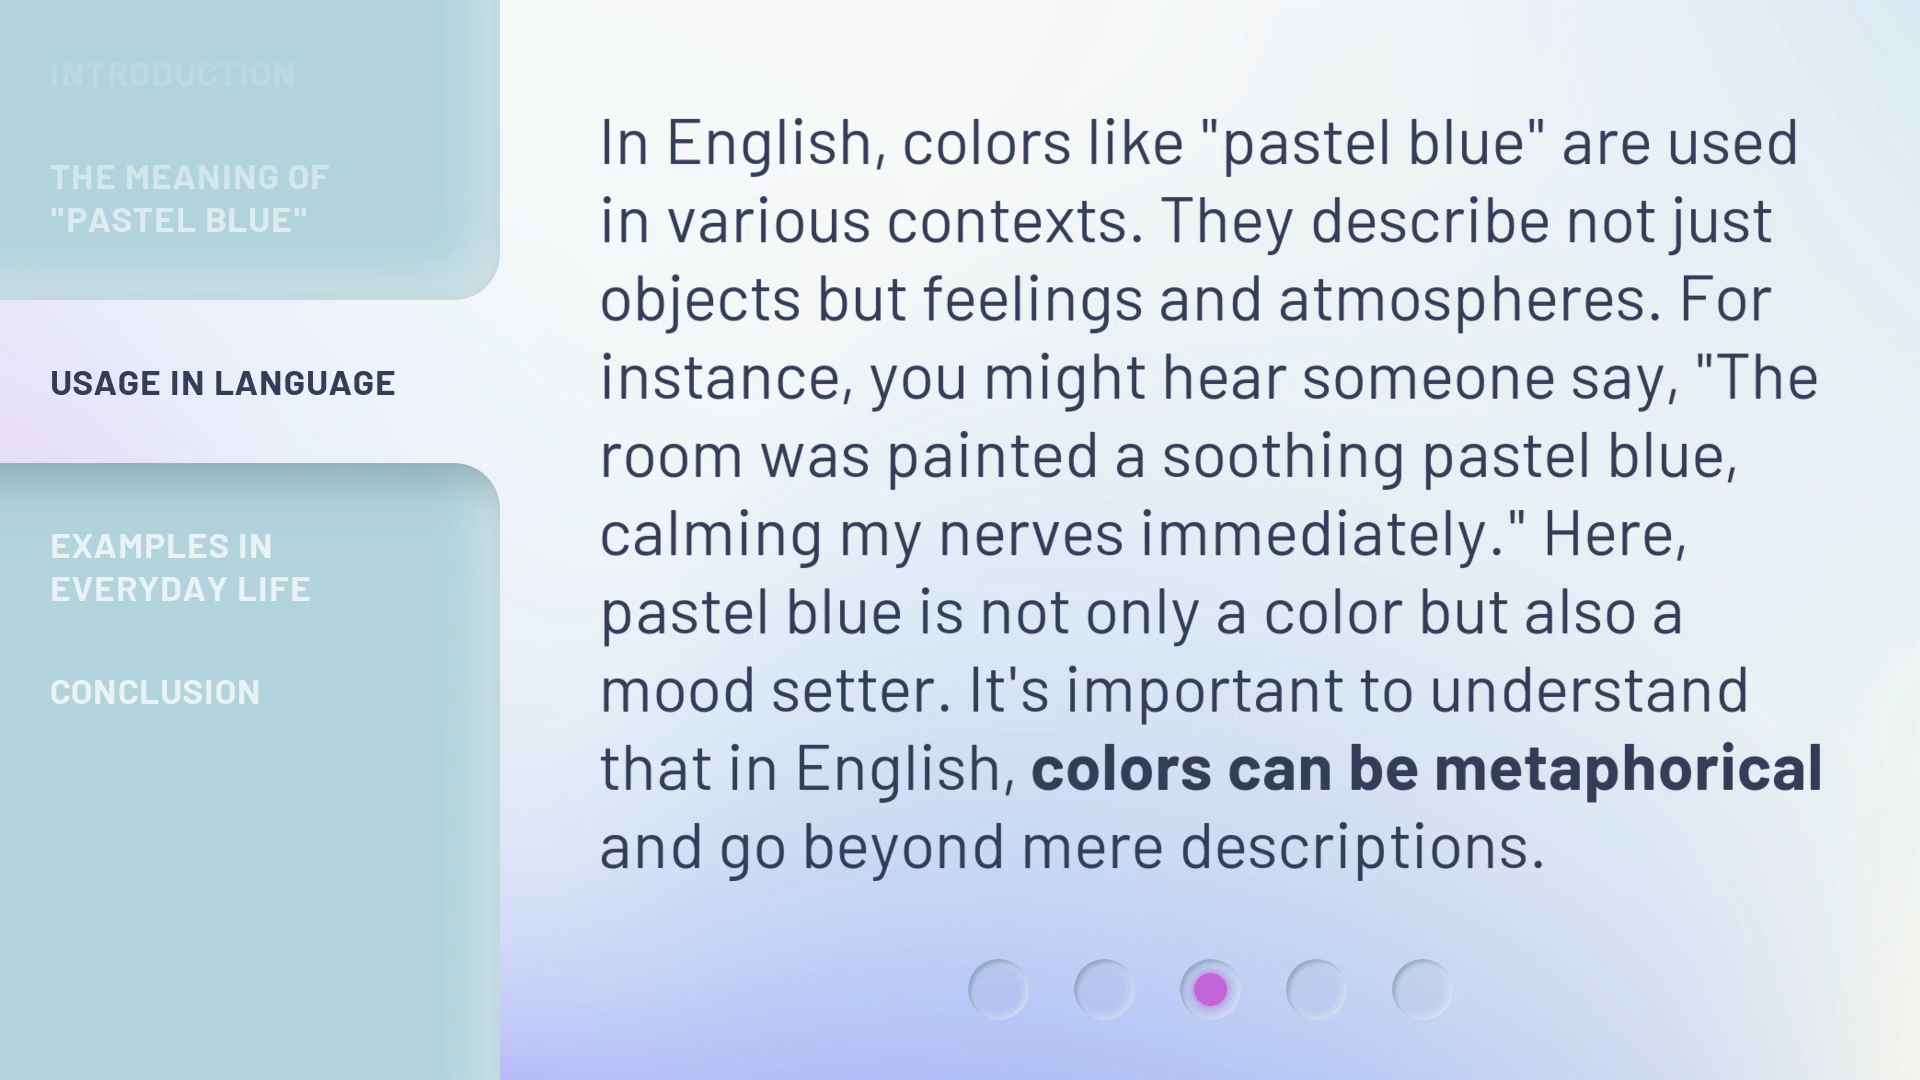 INTRODUCTION
THE MEANING OF
"PASTEL BLUE"
USAGE IN LANGUAGE
EXAMPLES IN
EVERYDAY LIFE
CONCLUSION
In English, colors like "pastel blue" are used
in various contexts. They describe not just
objects but feelings and atmospheres. For
instance, you might hear someone say, "The
room was painted a soothing pastel blue,
calming my nerves immediately." Here,
pastel blue is not only a color but also a
mood setter. It's important to understand
that in English, colors can be metaphorical
and go beyond mere descriptions.